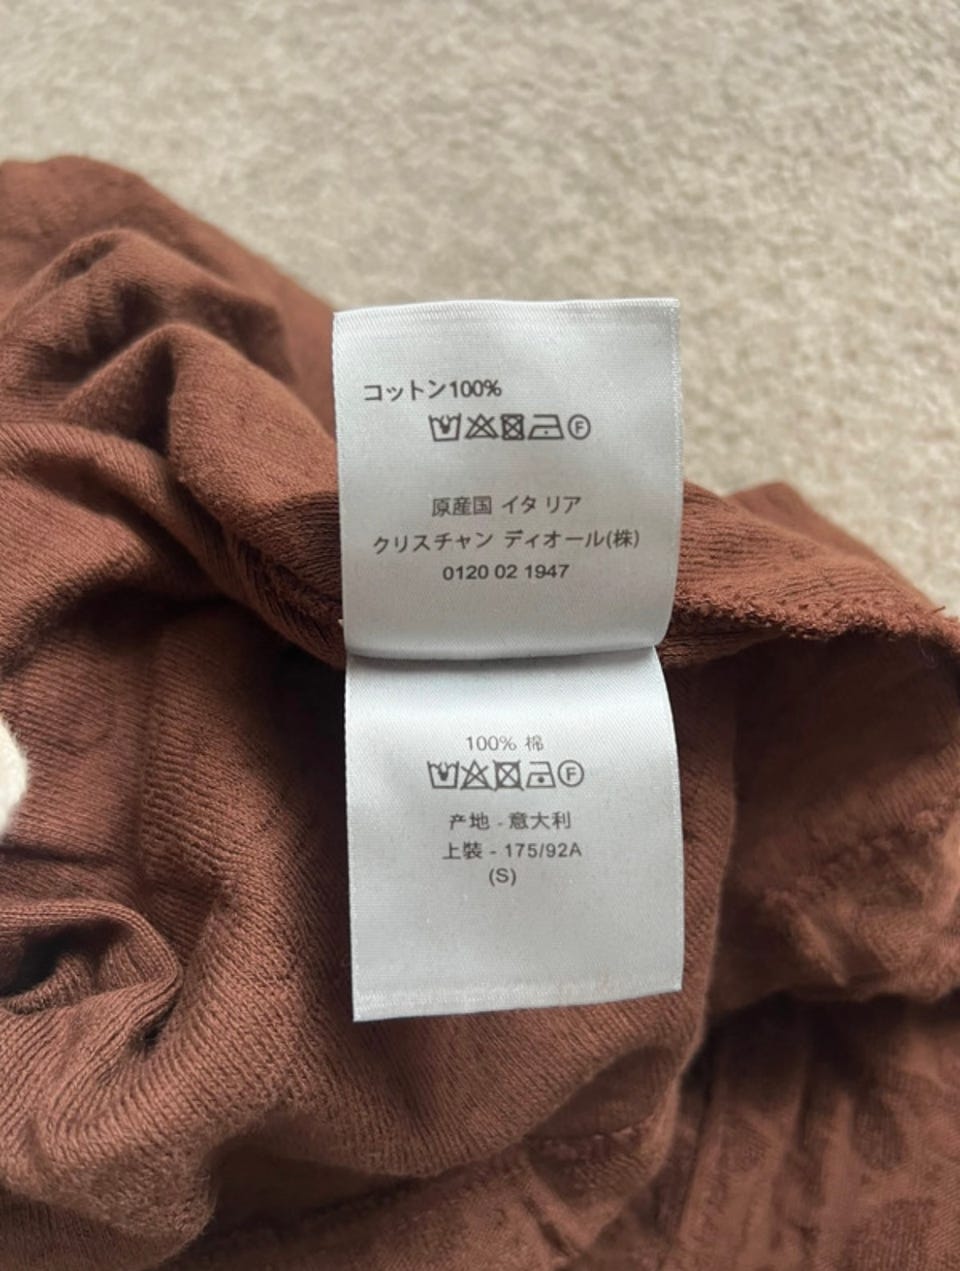 コットン100%
F
原産国 イタリア
クリスチャン ディオール(株)
0120 02 1947
100% 棉
F
产地 - 意大利
上裝 - 175/92A
(S)